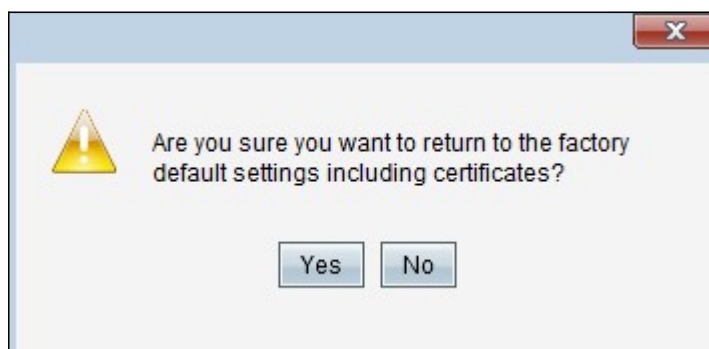 Are you sure you want to return to the factory
default settings including certificates?
Yes No